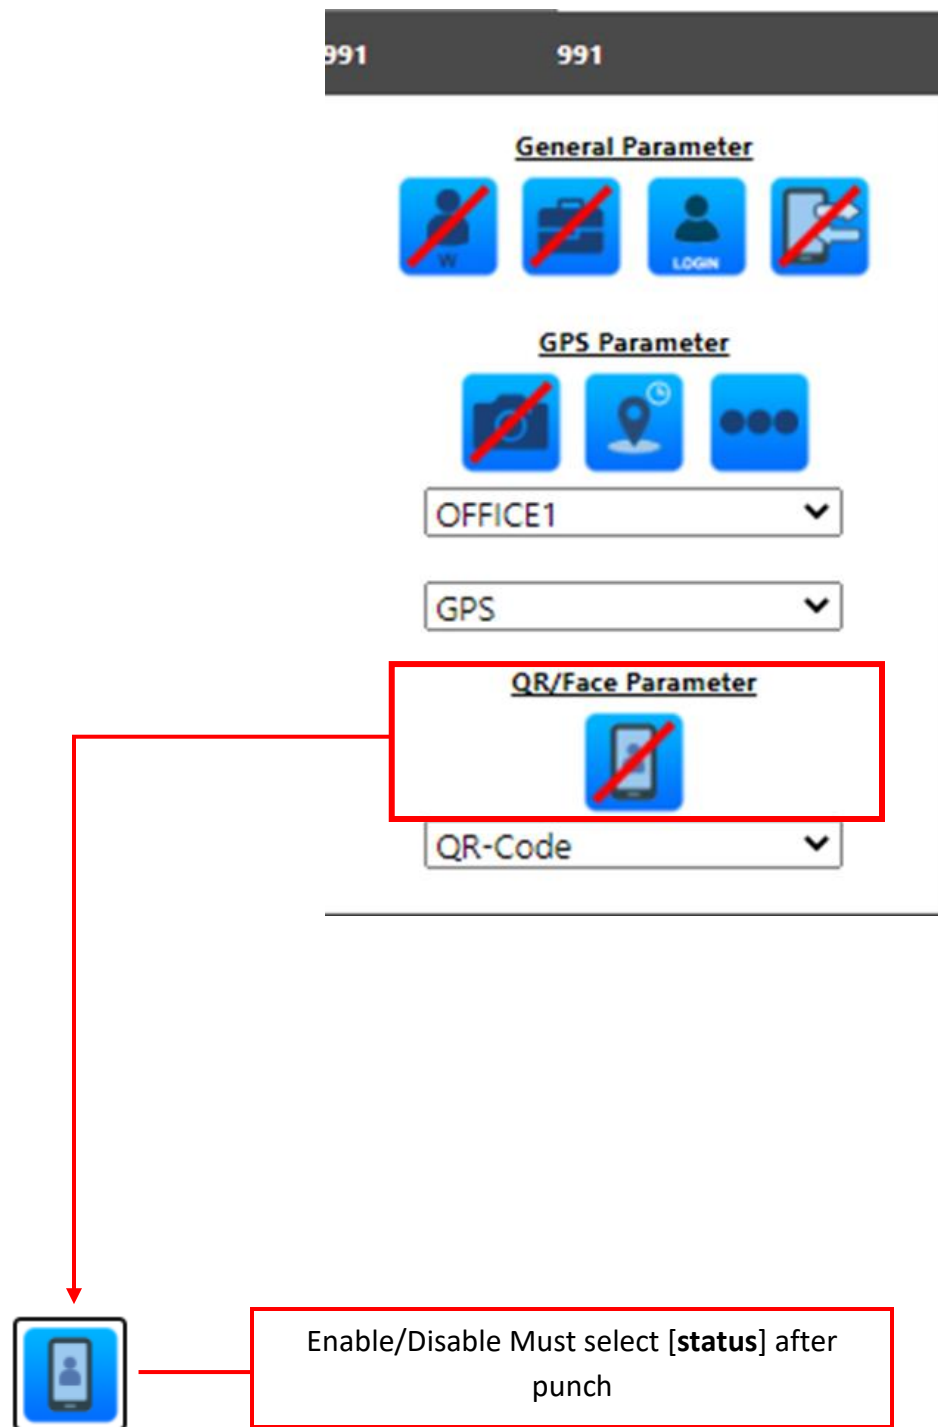 991 991
General Parameter
W
LOGIN
GPS Parameter
OFFICE1
GPS
QR/Face Parameter
QR-Code
Enable/Disable Must select [status] after
punch